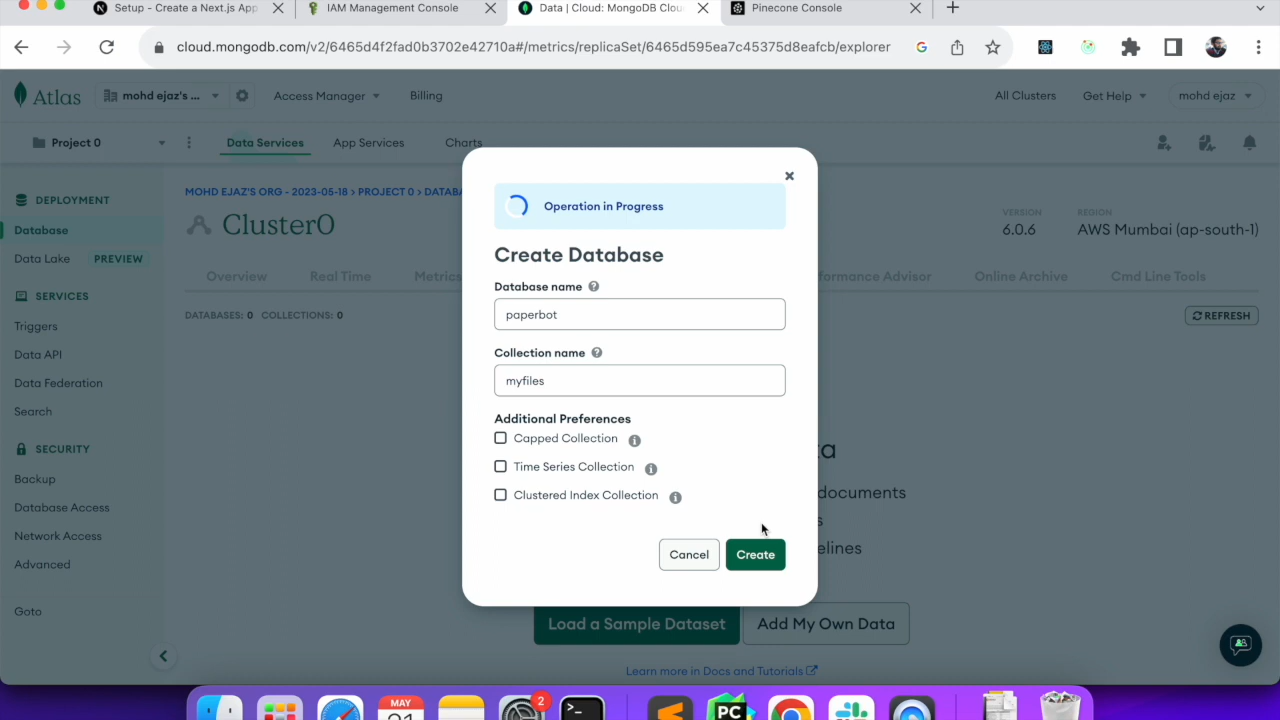 Setup - Create a Next.js App
IAM Management Console
Data | Cloud: MongoDB Clou
Pinecone Console
cloud.mongodb.com/v2/6465d4f2fad0b3702e42710a#/metrics/replicaSet/6465d595ea7c45375d8eafcb/explorer
Atlas
mohd ejaz's ...
Access Manager
Billing
All Clusters
Get Help
mohd ejaz
Project 0
Data Services
App Services
Charts
DEPLOYMENT
Database
Data Lake PREVIEW
SERVICES
Triggers
Data API
Data Federation
Search
SECURITY
Backup
Database Access
Network Access
Advanced
Goto
MOHD EJAZ'S ORG - 2023-05-18 > PROJECT 0 > DATABA
Cluster0
VERSION
6.0.6
REGION
AWS Mumbai (ap-south-1)
Overview
Real Time
Metrics
formance Advisor
Online Archive
Cmd Line Tools
DATABASES: 0 COLLECTIONS: 0
REFRESH
Operation in Progress
Create Database
Database name
paperbot
Collection name
myfiles
Additional Preferences
Capped Collection
Time Series Collection
Clustered Index Collection
Cancel
Create
ta
documents
s
elines
Load a Sample Dataset
Add My Own Data
Learn more in Docs and Tutorials
MAY
2
PC